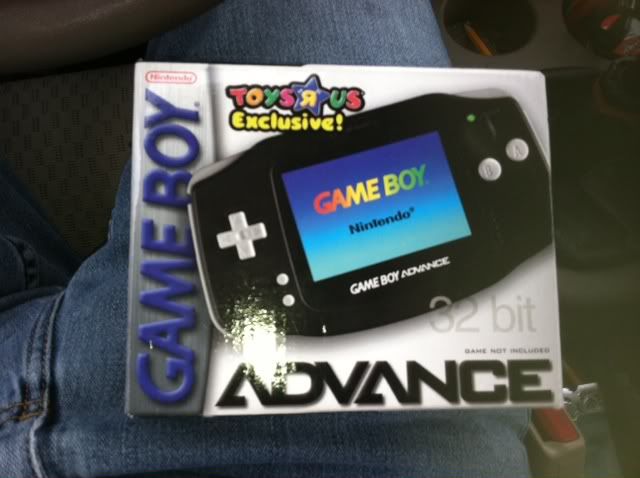 Nintendo
GAME BOY
TOYS R US
Exclusive!
GAME BOY
Nintendo®
GAME BOY ADVANCE
A
B
32 bit
GAME NOT INCLUDED
ADVANCE